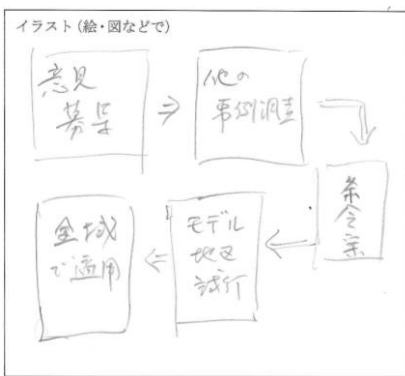 イラスト（絵・図などで）
意見
募集
他の
事例調査
条令案
モデル
地区
試行
全域
で適用